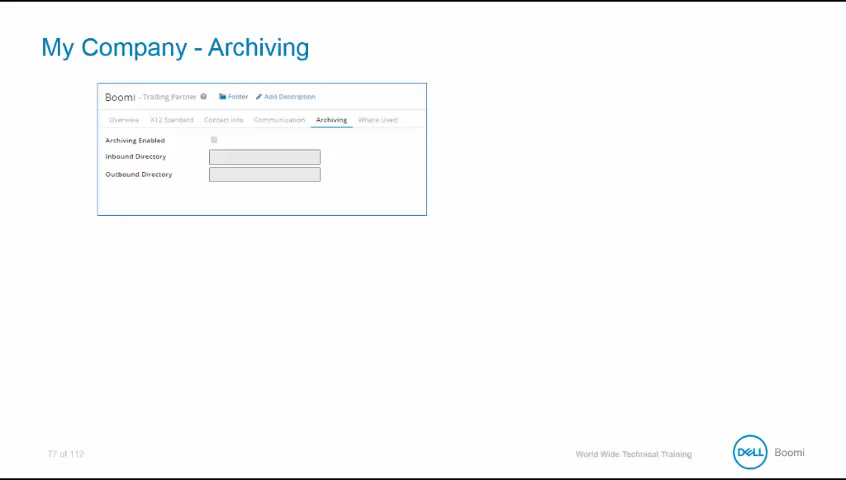 My Company - Archiving
Boomi - Trading Partner ? Folder Add Description
Overview X12 Standard Contact Info Communication Archiving Where Used
Archiving Enabled
Inbound Directory
Outbound Directory
77 of 112
World Wide Technical Training
DELL Boomi